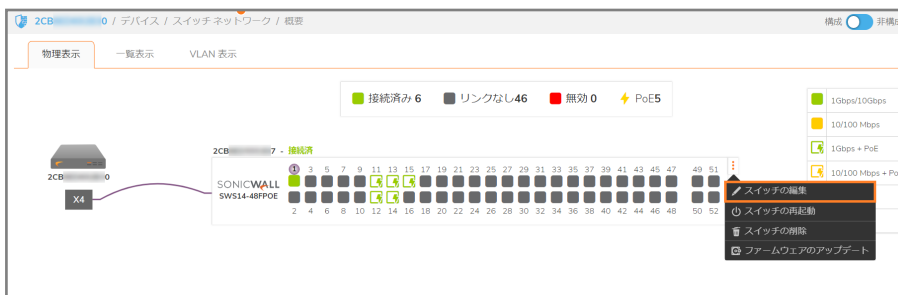 2CB 0 / デバイス / スイッチ ネットワーク / 概要
構成 非構成
物理表示 一覧表示 VLAN 表示
接続済み 6 リンクなし46 無効 0 PoE5
1Gbps/10Gbps
10/100 Mbps
1Gbps + PoE
10/100 Mbps + Po
2CB 7 - 接続済
1 3 5 7 9 11 13 15 17 19 21 23 25 27 29 31 33 35 37 39 41 43 45 47 49 51
SONICWALL
SWS14-48FPOE
2 4 6 8 10 12 14 16 18 20 22 24 26 28 30 32 34 36 38 40 42 44 46 48 50 52
2CB 0
X4
スイッチの編集
スイッチの再起動
スイッチの削除
ファームウェアのアップデート